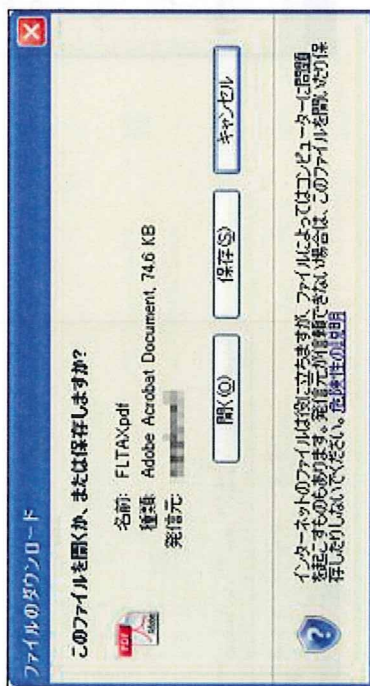 ファイルのダウンロード
このファイルを開くか、または保存しますか?
名前: FLTAX.pdf
種類: Adobe Acrobat Document, 74.6 KB
発信元:
開く(O)
保存(S)
キャンセル
インターネットのファイルは役に立ちますが、ファイルによってはコンピューターに問題
を起こすものもあります。発信元が信頼できない場合は、このファイルを開いたり保
存したりしないでください。危険性の説明
PDF
Adobe